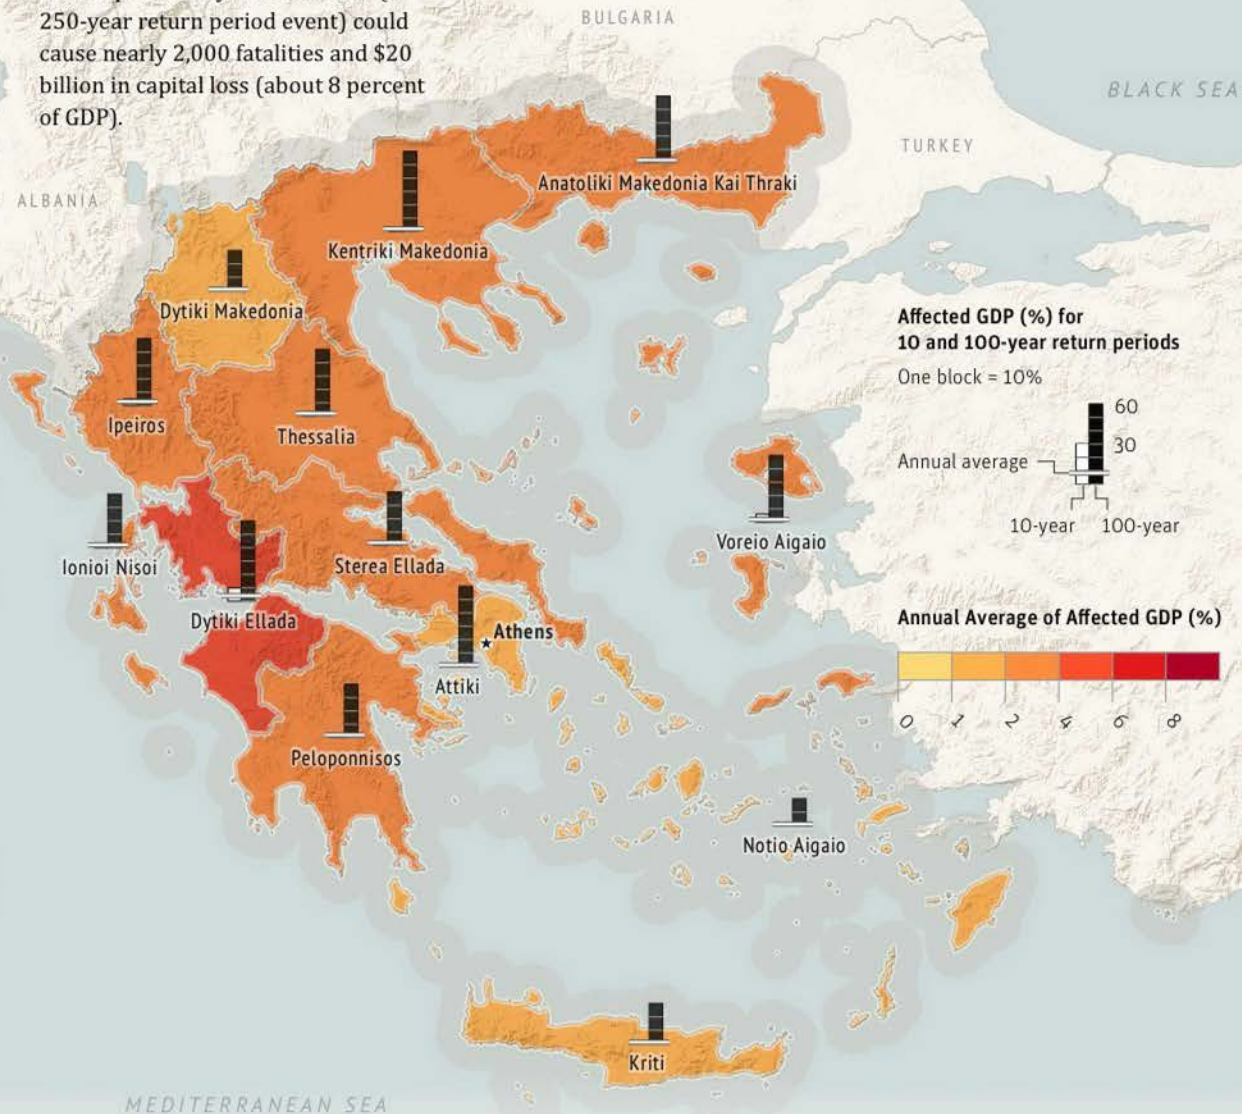 250-year return period event) could
cause nearly 2,000 fatalities and $20
billion in capital loss (about 8 percent
of GDP).
BULGARIA
BLACK SEA
TURKEY
ALBANIA
Anatoliki Makedonia Kai Thraki
Kentriki Makedonia
Dytiki Makedonia
Ipeiros
Thessalia
Ionioi Nisoi
Sterea Ellada
Voreio Aigaio
Dytiki Ellada
Athens
Attiki
Peloponnisos
Notio Aigaio
Kriti
MEDITERRANEAN SEA
Affected GDP (%) for
10 and 100-year return periods
One block = 10%
60
30
Annual average
10-year 100-year
Annual Average of Affected GDP (%)
0 1 2 4 6 8